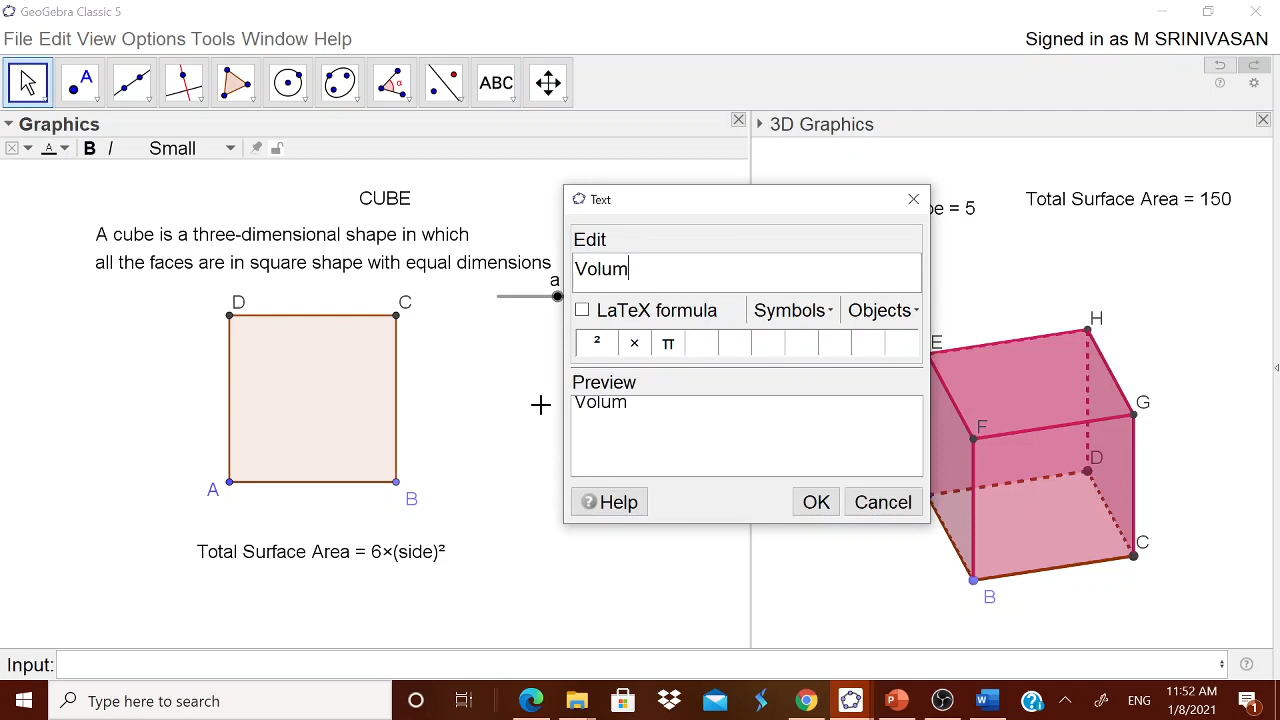 GeoGebra Classic 5
File Edit View Options Tools Window Help
Signed in as M SRINIVASAN
A
α
ABC
Graphics
3D Graphics
A
B I
Small
CUBE
A cube is a three-dimensional shape in which
all the faces are in square shape with equal dimensions
a
D
C
A
B
Total Surface Area = 6×(side)²
Text
Edit
Volum
LaTeX formula
Symbols
Objects
² × π
Preview
Volum
Help
OK
Cancel
be = 5
Total Surface Area = 150
H
E
G
F
D
C
B
Input:
Type here to search
ENG
11:52 AM
1/8/2021
1